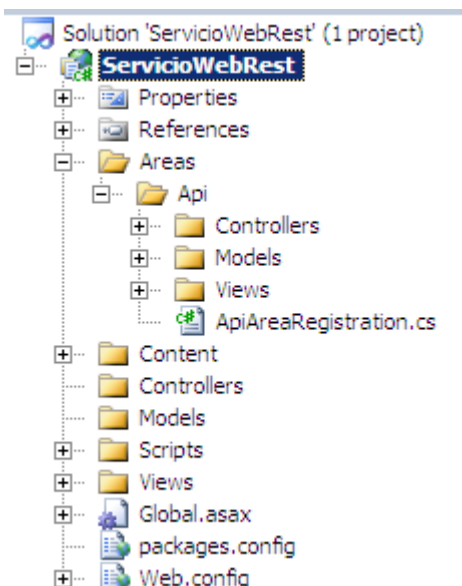 Solution 'ServicioWebRest' (1 project)
ServicioWebRest
Properties
References
Areas
Api
Controllers
Models
Views
ApiAreaRegistration.cs
Content
Controllers
Models
Scripts
Views
Global.asax
packages.config
Web.config